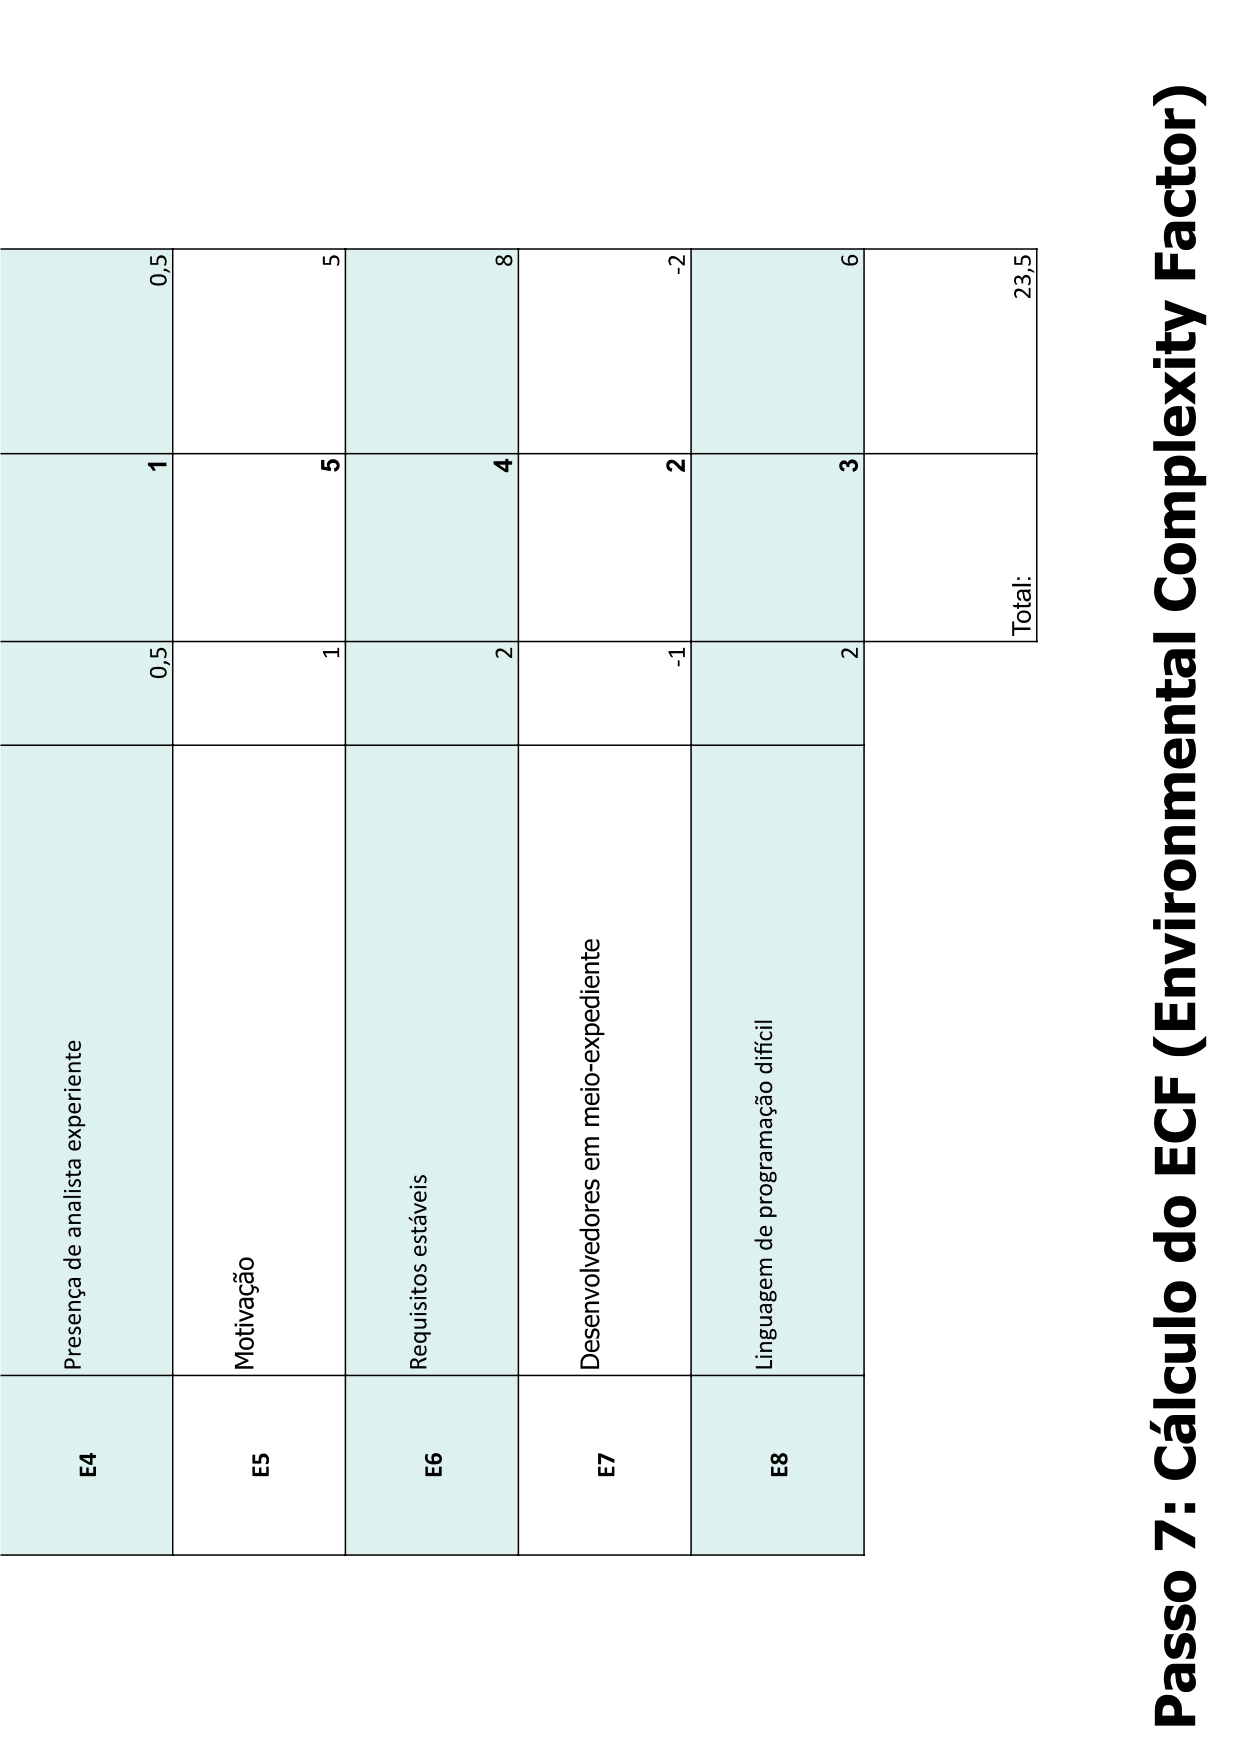 E4 Presença de analista experiente 0,5 1 0,5
E5 Motivação 1 5 5
E6 Requisitos estáveis 2 4 8
E7 Desenvolvedores em meio-expediente -1 2 -2
E8 Linguagem de programação difícil 2 3 6
Total: 23,5
Passo 7: Cálculo do ECF (Environmental Complexity Factor)